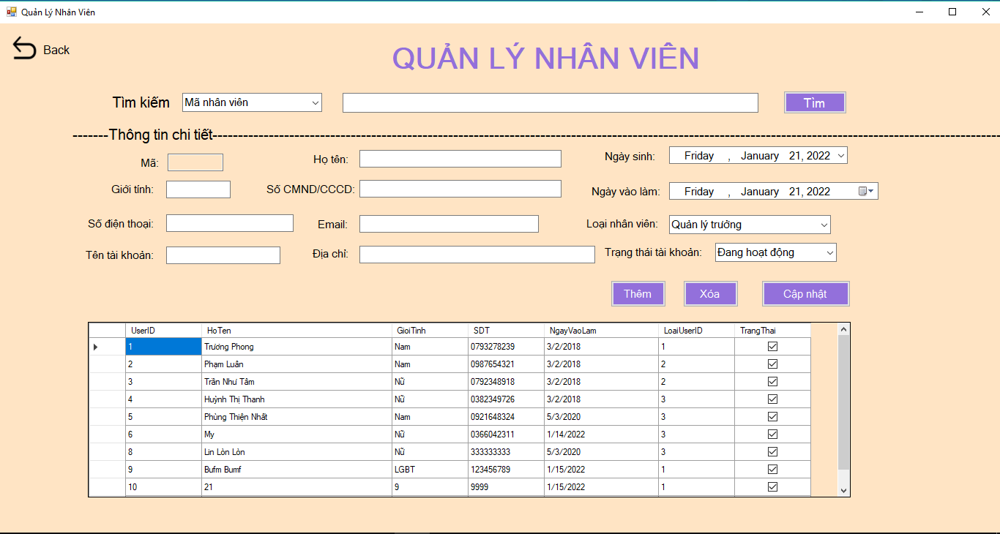 Quản Lý Nhân Viên
Back
QUẢN LÝ NHÂN VIÊN
Tìm kiếm Mã nhân viên Tìm
-------Thông tin chi tiết-----------------------------------------------------------------------------------
Mã: Họ tên: Ngày sinh: Friday , January 21, 2022
Giới tính: Số CMND/CCCD: Ngày vào làm: Friday , January 21, 2022
Số điện thoại: Email: Loại nhân viên: Quản lý trưởng
Tên tài khoản: Địa chỉ: Trạng thái tài khoản: Đang hoạt động
Thêm Xóa Cập nhật
UserID HoTen GioiTinh SDT NgayVaoLam LoaiUserID TrangThai
1 Trương Phong Nam 0793278239 3/2/2018 1
2 Phạm Luân Nam 0987654321 3/2/2018 2
3 Trần Như Tâm Nữ 0792348918 3/2/2018 2
4 Huỳnh Thị Thanh Nữ 0382349726 3/2/2018 3
5 Phùng Thiện Nhất Nam 0921648324 5/3/2020 3
6 My Nữ 0366042311 1/14/2022 3
8 Lin Lòn Lòn Nữ 333333333 5/3/2020 3
9 Bufm Bumf LGBT 123456789 1/15/2022 1
10 21 9 9999 1/15/2022 1